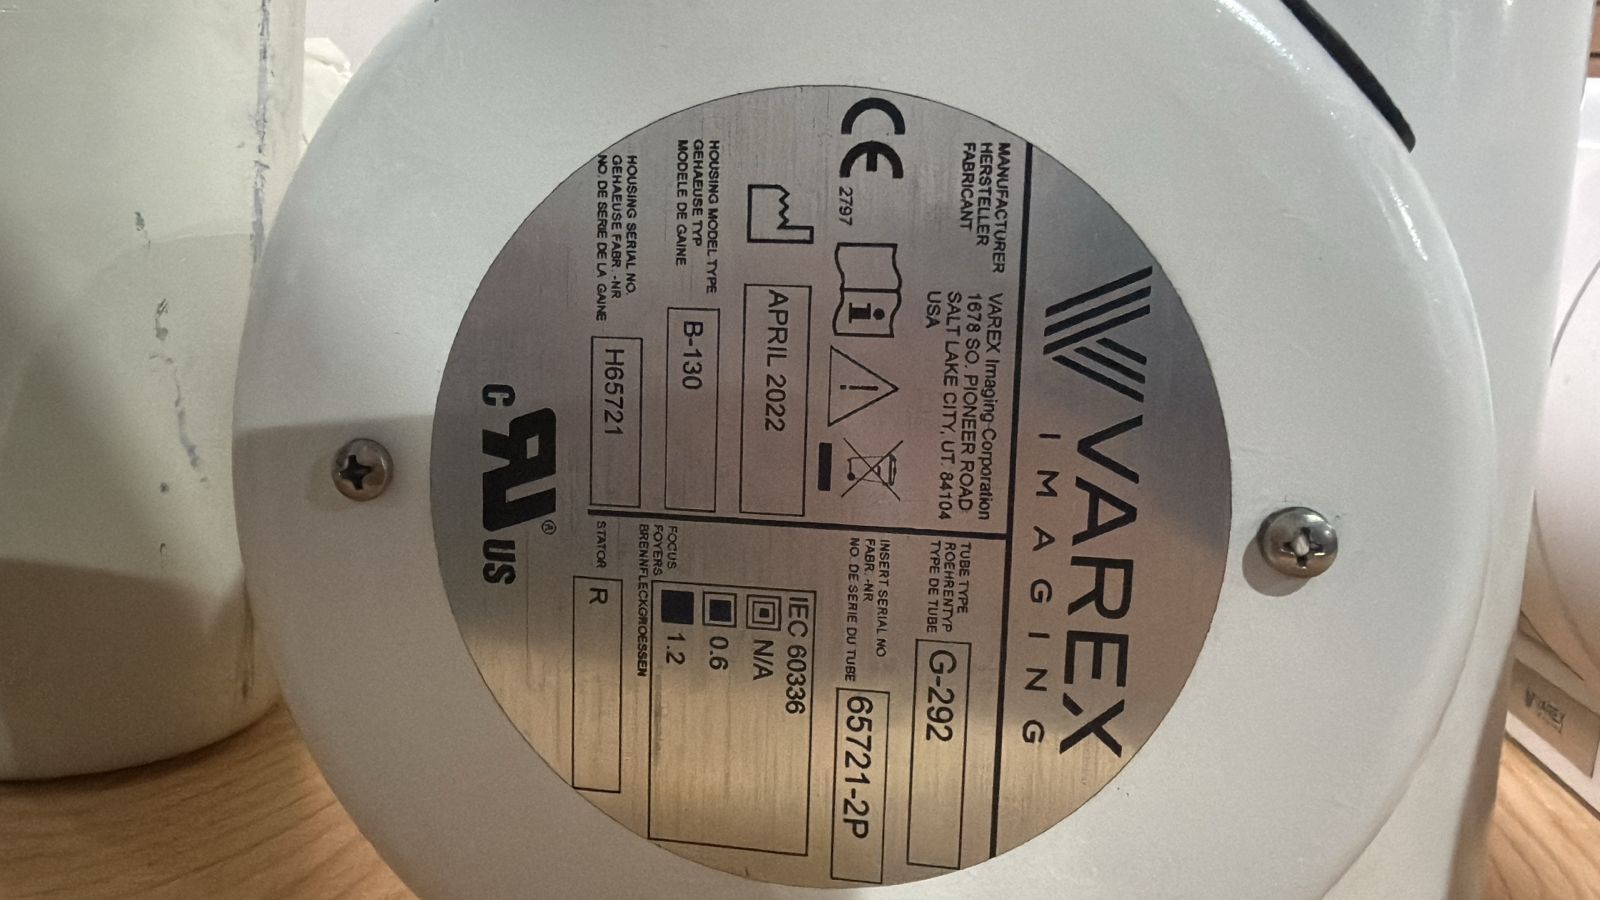 VAREX
IMAGING
MANUFACTURER
HERSTELLER
FABRICANT
VAREX Imaging Corporation
1678 SO. PIONEER ROAD
SALT LAKE CITY, UT. 84104
USA
CE
2797
i
!
APRIL 2022
HOUSING MODEL TYPE
GEHAEUSE TYP
MODELE DE GAINE
B-130
HOUSING SERIAL NO.
GEHAEUSE FABR. -NR
NO. DE SERIE DE LA GAINE
H65721
TUBE TYPE
ROEHRENTYP
TYPE DE TUBE
G-292
INSERT SERIAL NO
FABR. -NR
NO. DE SERIE DU TUBE
65721-2P
IEC 60336
N/A
0.6
1.2
FOCUS
FOYERS
BRENNFLECKGROESSEN
STATOR
R
C UR ® US